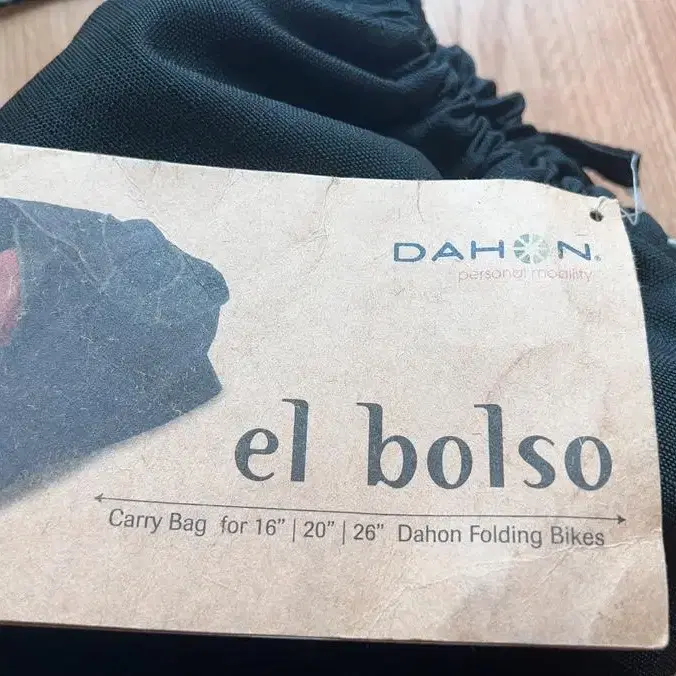 DAHON.
personal mobility
el bolso
Carry Bag for 16" | 20" | 26" Dahon Folding Bikes